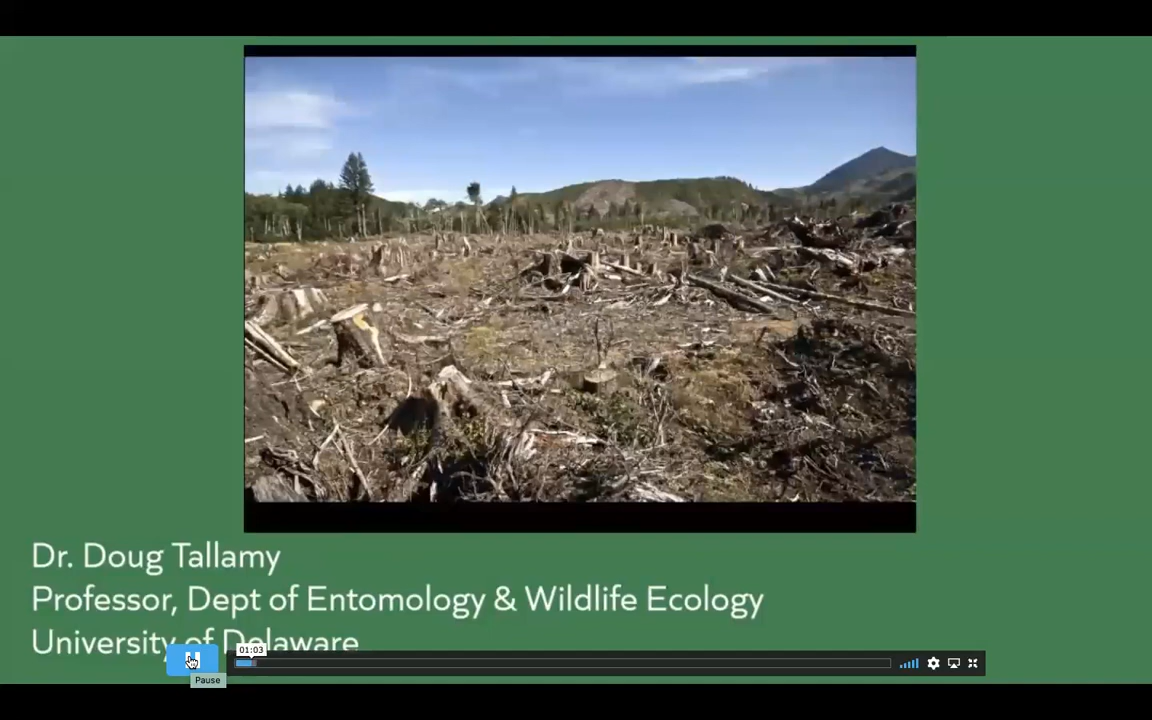 Dr. Doug Tallamy
Professor, Dept of Entomology & Wildlife Ecology
University of Delaware
01:03
Pause